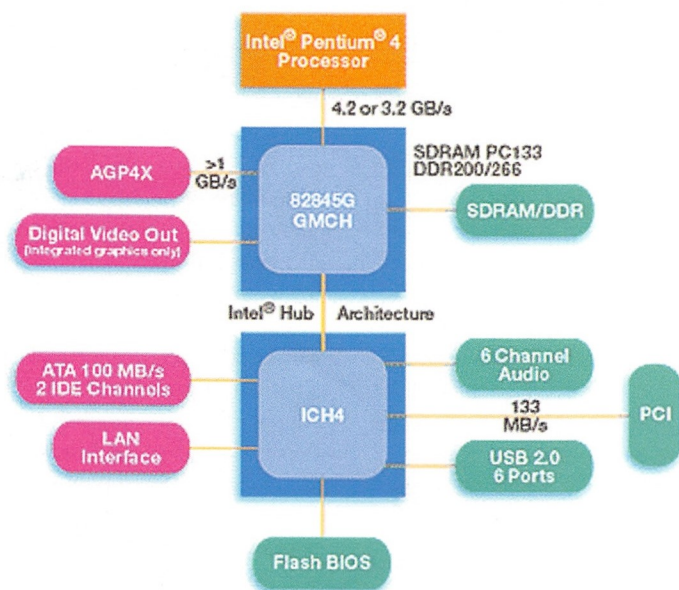 Intel® Pentium® 4
Processor
4.2 or 3.2 GB/s
AGP4X
>1
GB/s
82845G
GMCH
SDRAM PC133
DDR200/266
SDRAM/DDR
Digital Video Out
(integrated graphics only)
Intel® Hub Architecture
ATA 100 MB/s
2 IDE Channels
6 Channel
Audio
ICH4
133
MB/s
PCI
LAN
Interface
USB 2.0
6 Ports
Flash BIOS